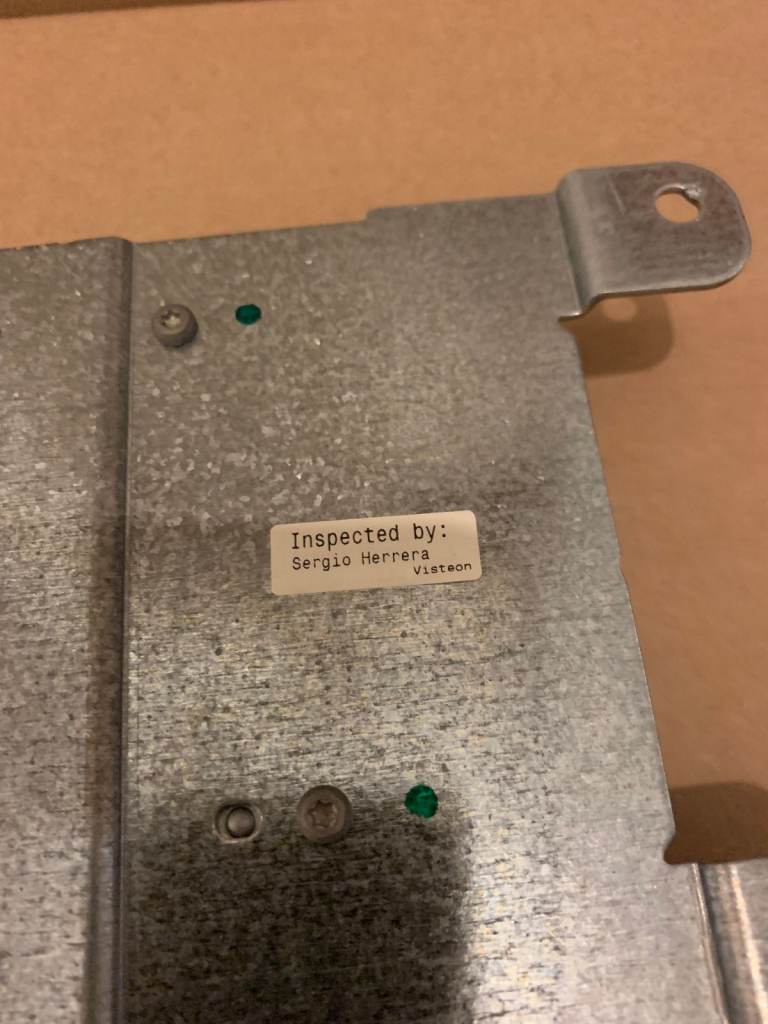 Inspected by:
Sergio Herrera
Visteon